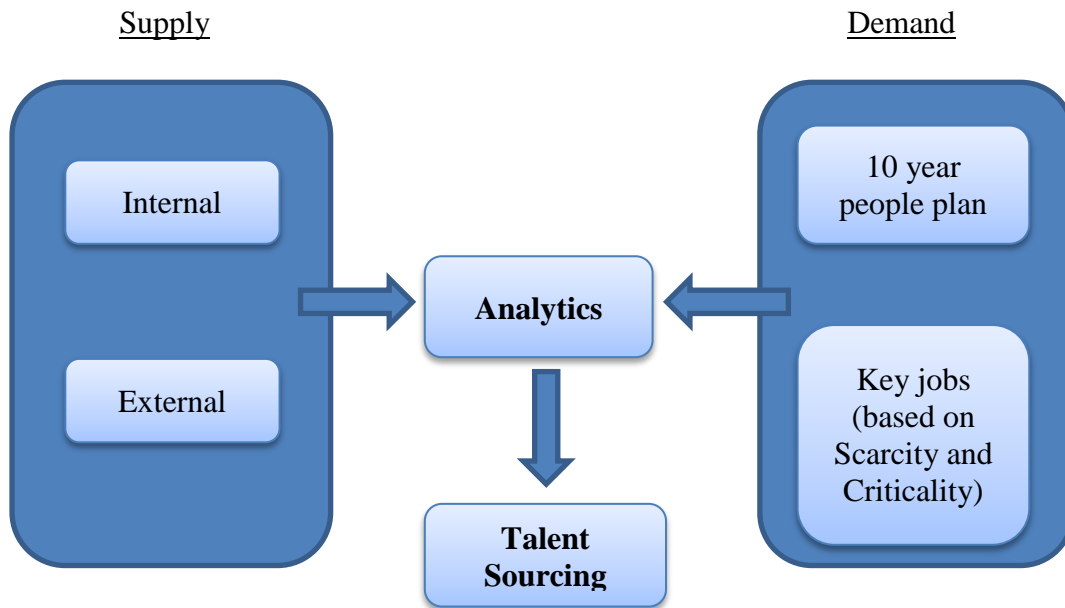 Supply
Demand
Internal
External
Analytics
Talent
Sourcing
10 year
people plan
Key jobs
(based on
Scarcity and
Criticality)